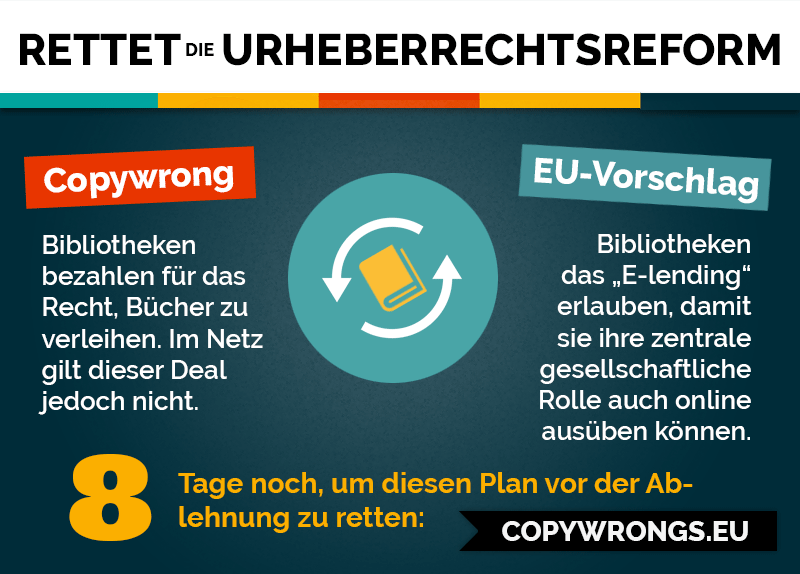 RETTET DIE URHEBERRECHTSREFORM
Copywrong
Bibliotheken
bezahlen für das
Recht, Bücher zu
verleihen. Im Netz
gilt dieser Deal
jedoch nicht.
EU-Vorschlag
Bibliotheken
das „E-lending“
erlauben, damit
sie ihre zentrale
gesellschaftliche
Rolle auch online
ausüben können.
8
Tage noch, um diesen Plan vor der Ab-
lehnung zu retten:
COPYWRONGS.EU